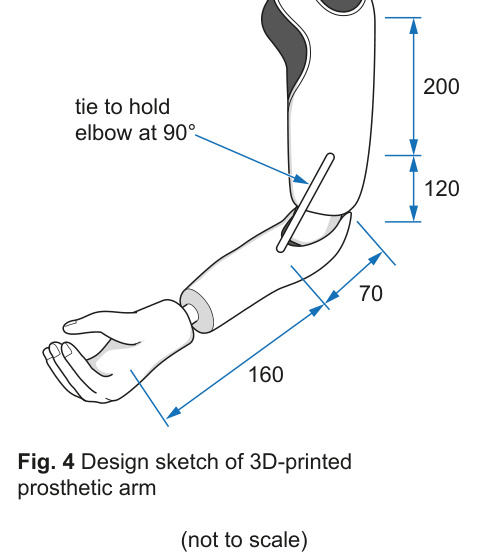 200
tie to hold
elbow at 90°
120
70
160
Fig. 4 Design sketch of 3D-printed
prosthetic arm
(not to scale)